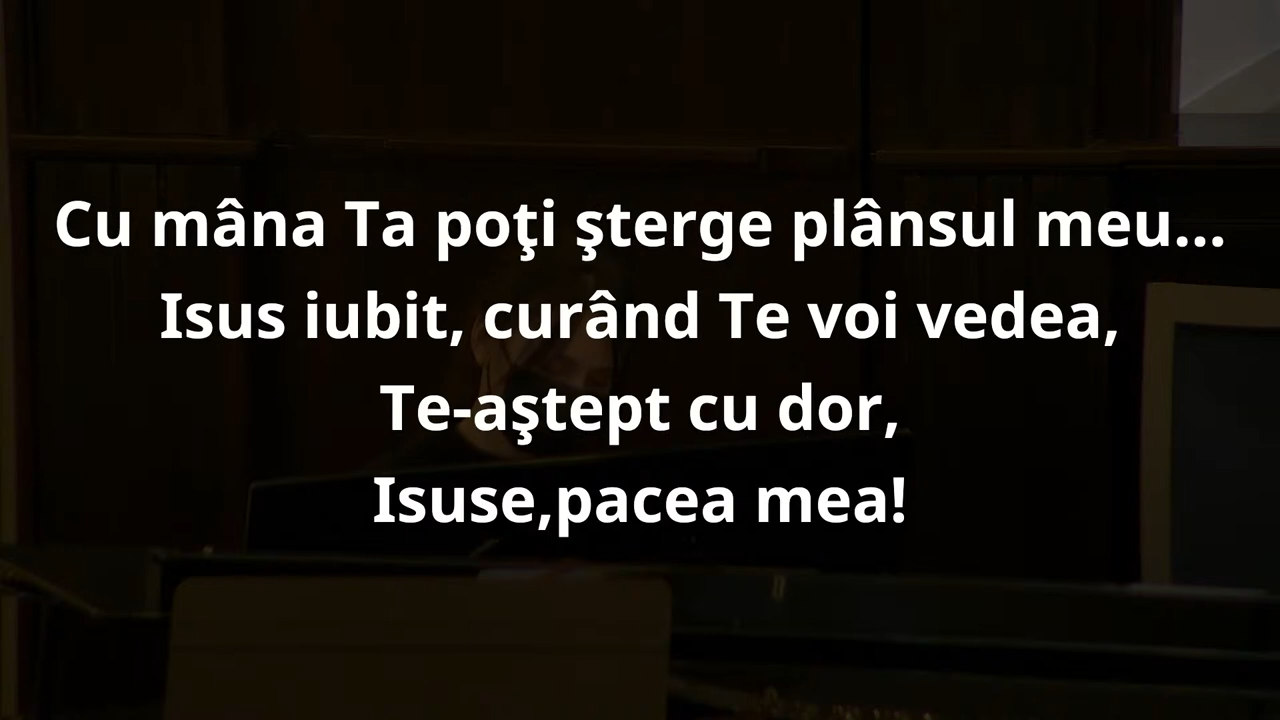 Cu mâna Ta poţi şterge plânsul meu...
Isus iubit, curând Te voi vedea,
Te-aştept cu dor,
Isuse,pacea mea!